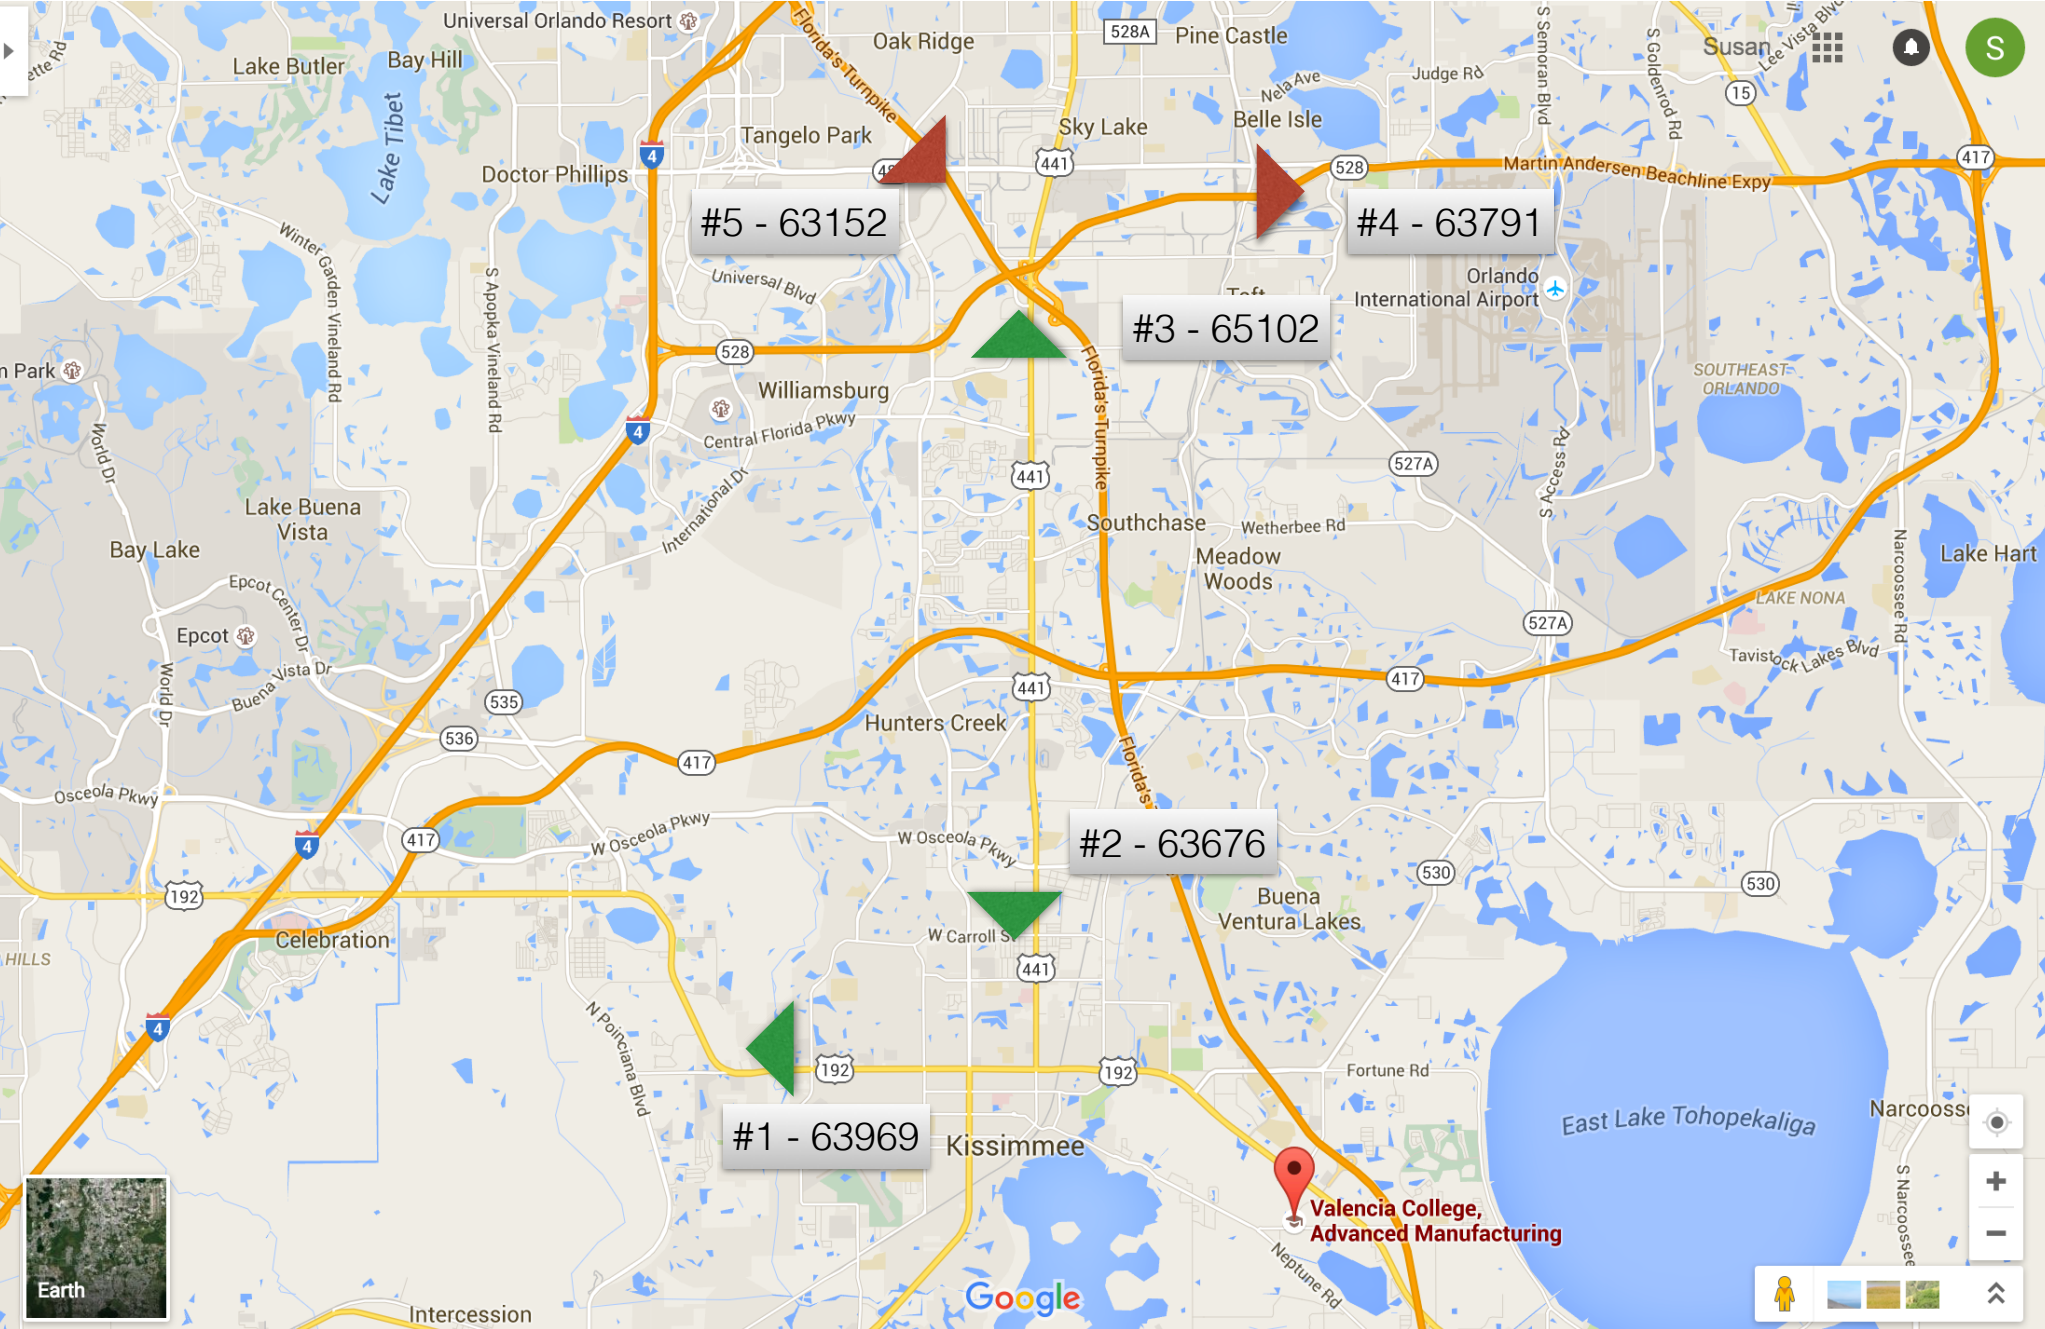 Universal Orlando Resort
Oak Ridge
528A
Pine Castle
Susan
S
Lake Butler
Bay Hill
Florida's Turnpike
Nela Ave
Judge Rd
S Semoran Blvd
S Goldenrod Rd
Lee Vista Blvd
15
Lake Tibet
Tangelo Park
Sky Lake
Belle Isle
4
Doctor Phillips
441
528
Martin Andersen Beachline Expy
417
#5 - 63152
#4 - 63791
Winter Garden Vineland Rd
S Apopka Vineland Rd
Universal Blvd
Orlando
International Airport
#3 - 65102
528
Florida's Turnpike
SOUTHEAST
ORLANDO
Williamsburg
4
Central Florida Pkwy
World Dr
441
527A
S Access Rd
International Dr
Lake Buena
Vista
Southchase
Wetherbee Rd
Bay Lake
Meadow
Woods
Narcoossee Rd
Lake Hart
Epcot Center Dr
LAKE NONA
Epcot
527A
Tavistock Lakes Blvd
Buena Vista Dr
World Dr
535
441
417
Hunters Creek
536
417
Florida's
Osceola Pkwy
4
417
W Osceola Pkwy
W Osceola Pkwy
#2 - 63676
530
530
192
Buena
Ventura Lakes
Celebration
W Carroll St
HILLS
441
4
N Poinciana Blvd
192
192
Fortune Rd
#1 - 63969
Kissimmee
East Lake Tohopekaliga
Valencia College,
Advanced Manufacturing
Neptune Rd
S Narcoossee
Earth
Google
Intercession